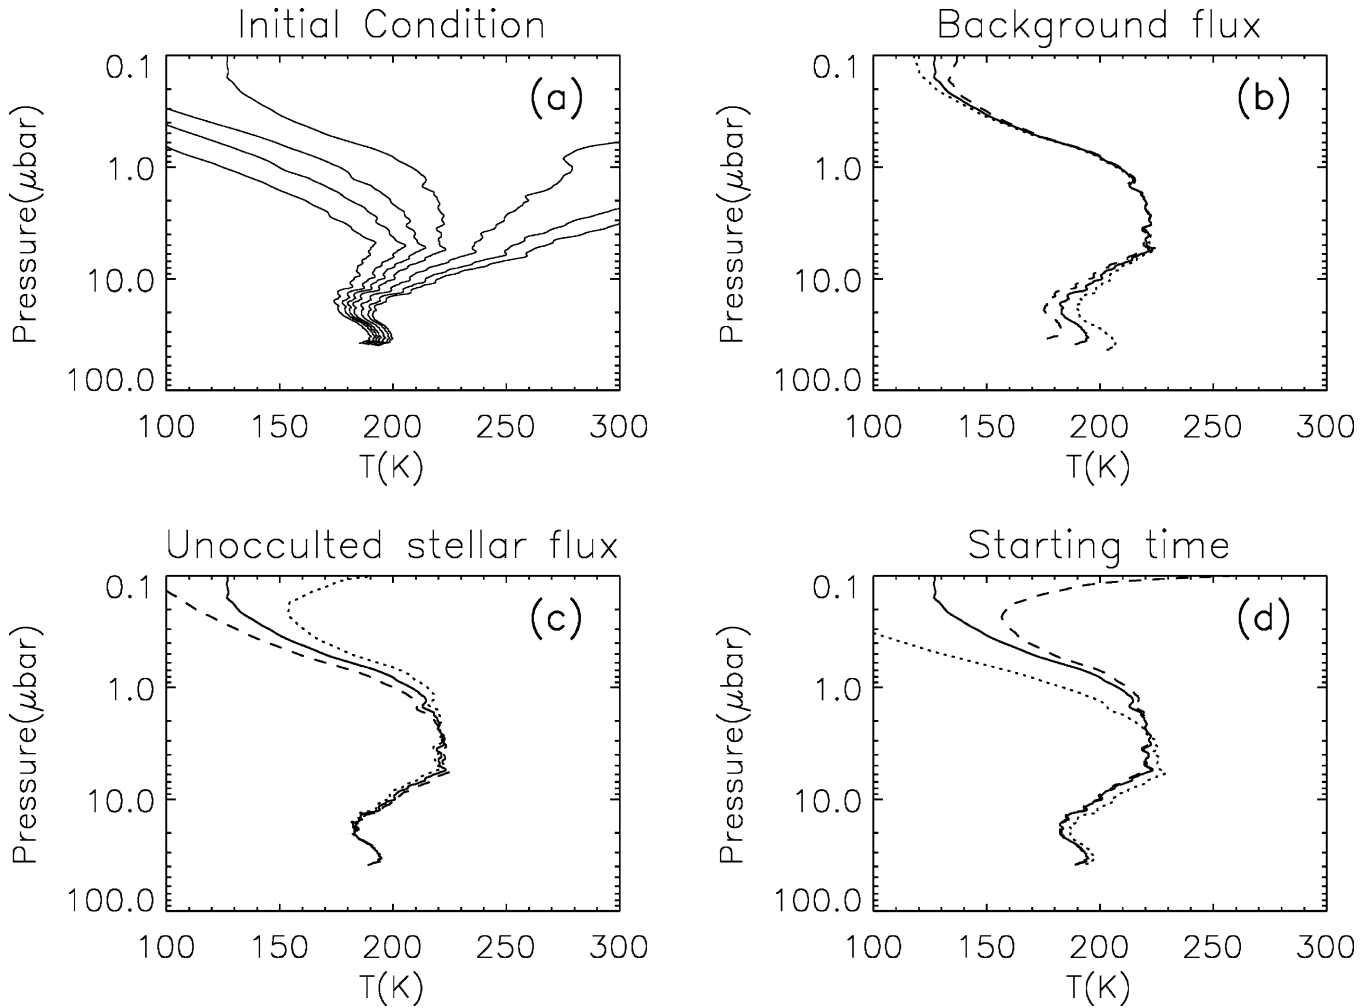 Initial Condition
Pressure(μbar)
0.1
1.0
10.0
100.0
(a)
100 150 200 250 300
T(K)
Background flux
Pressure(μbar)
0.1
1.0
10.0
100.0
(b)
100 150 200 250 300
T(K)
Unocculted stellar flux
Pressure(μbar)
0.1
1.0
10.0
100.0
(c)
100 150 200 250 300
T(K)
Starting time
Pressure(μbar)
0.1
1.0
10.0
100.0
(d)
100 150 200 250 300
T(K)